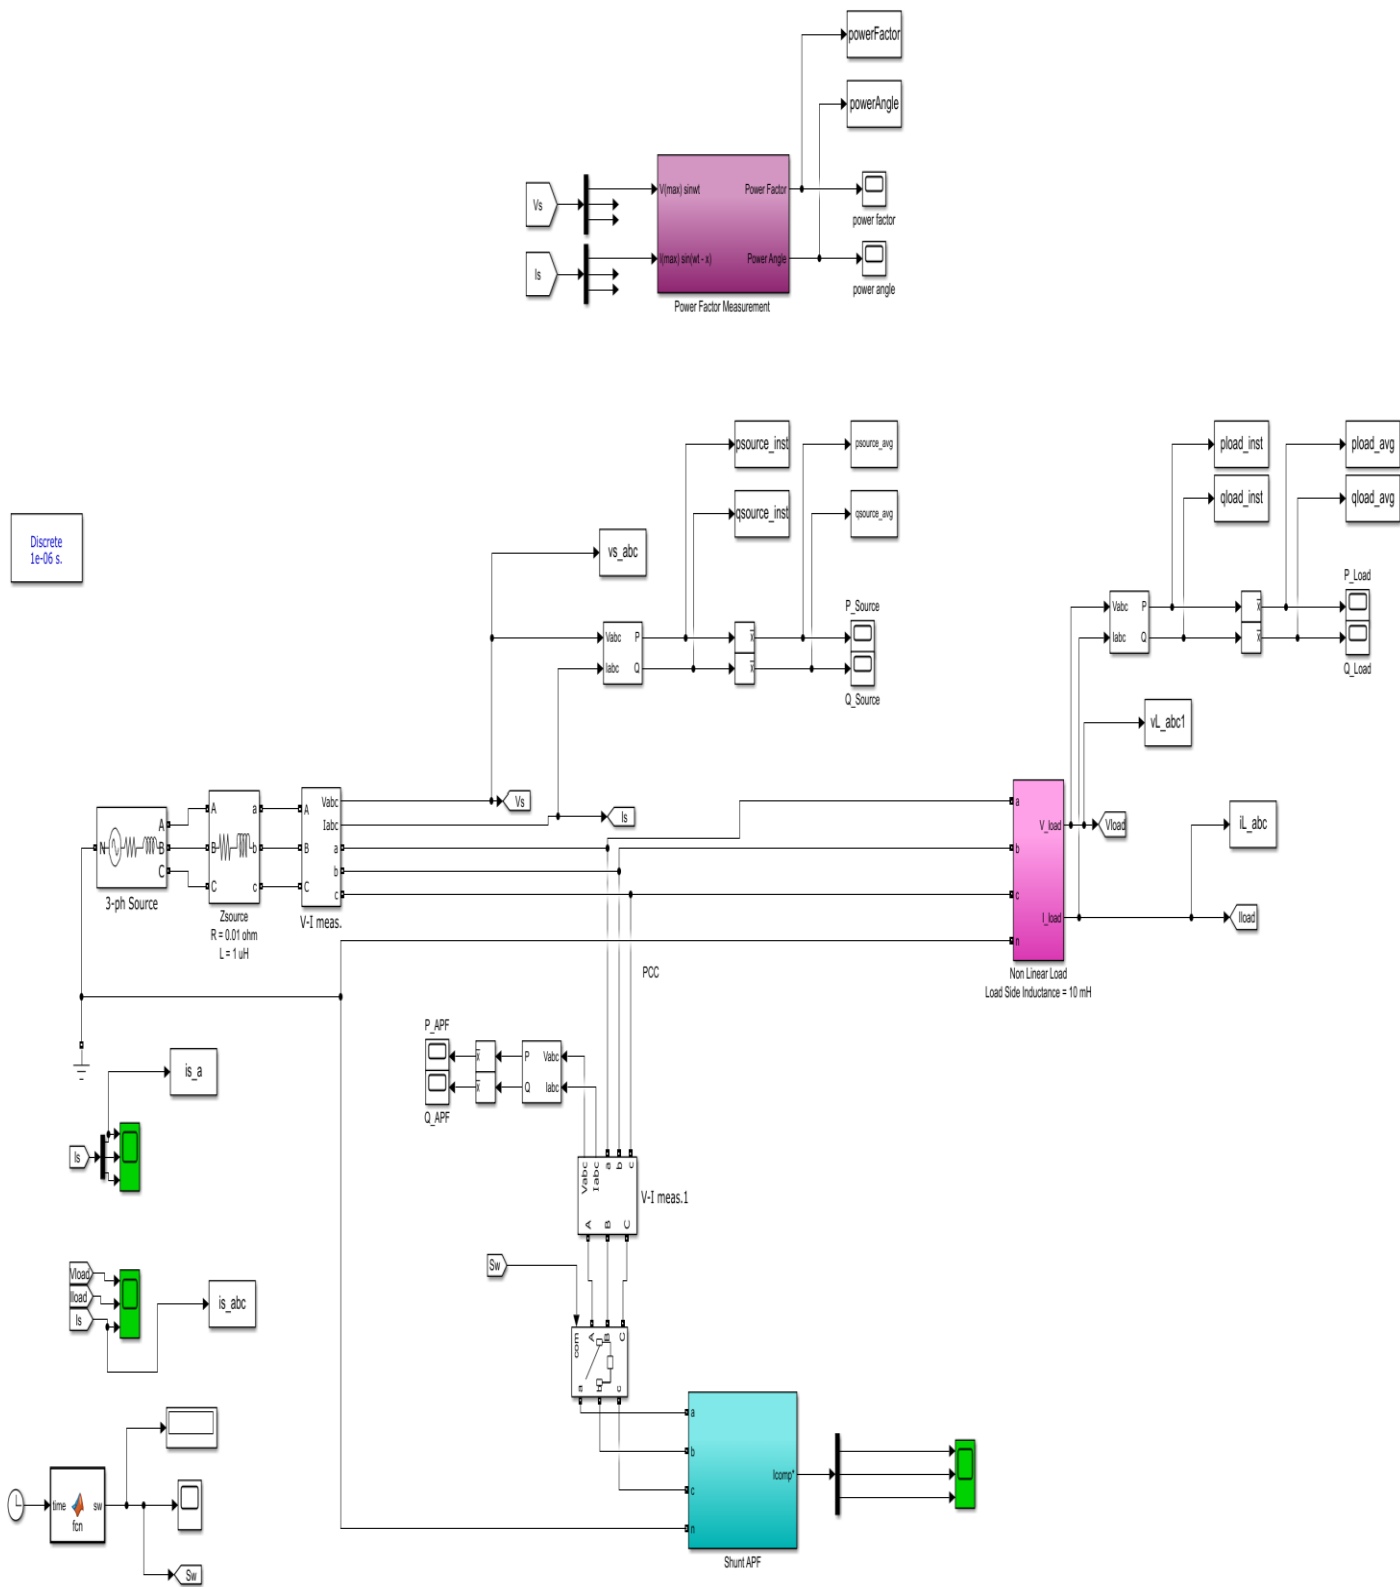 powerFactor
powerAngle
Vs
V(max) sinwt
Power Factor
power factor
Is
I(max) sin(wt - x)
Power Angle
power angle
Power Factor Measurement
psource_inst
psource_avg
pload_inst
pload_avg
qsource_inst
qsource_avg
qload_inst
qload_avg
Discrete
1e-06 s.
vs_abc
P_Source
Vabc
P
x
Iabc
Q
x
Q_Source
P_Load
Vabc
P
x
Iabc
Q
x
Q_Load
vL_abc1
N
A
B
C
3-ph Source
A
B
C
a
b
c
Zsource
R = 0.01 ohm
L = 1 uH
A
B
C
Vabc
Iabc
a
b
c
V-I meas.
Vs
Is
a
b
c
n
V_load
I_load
Non Linear Load
Load Side Inductance = 10 mH
Vload
iL_abc
Iload
PCC
is_a
Is
P_APF
x
P
Vabc
x
Q
Iabc
Q_APF
Vabc
Iabc
a
b
c
A
B
C
V-I meas.1
Sw
com
A
B
C
a
b
c
Vload
Iload
Is
is_abc
a
b
c
n
Icomp*
Shunt APF
time
sw
fcn
Sw